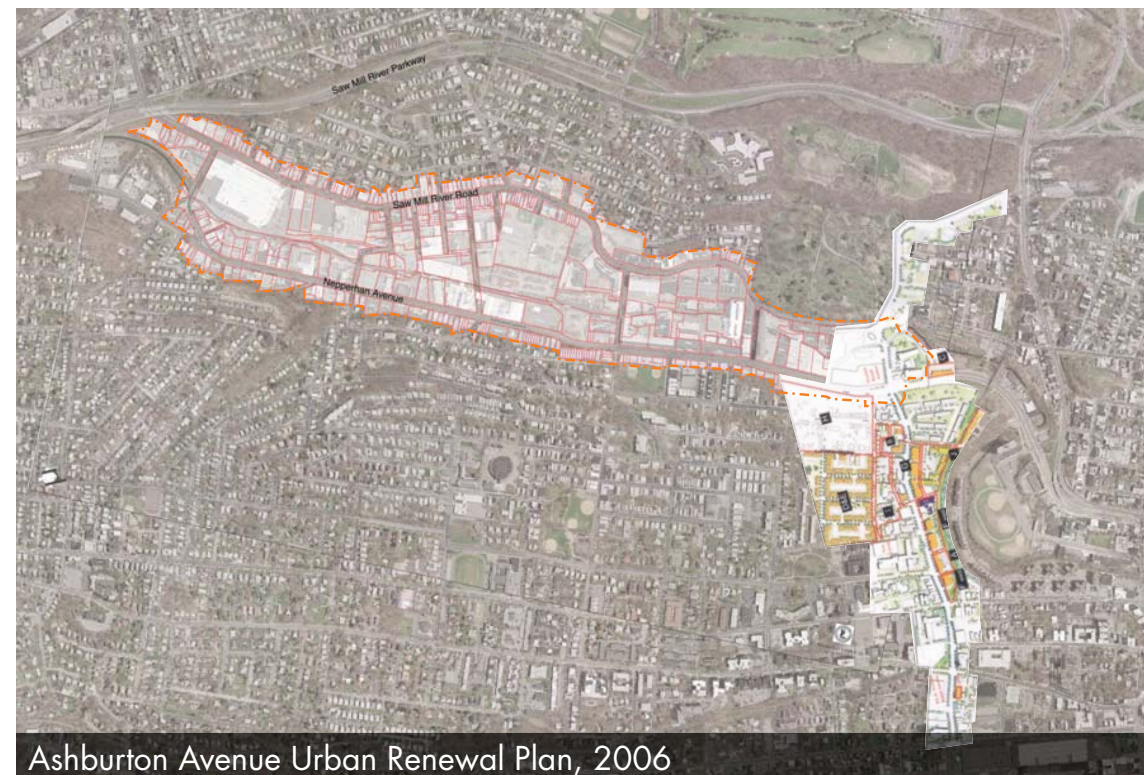 Saw Mill River Parkway
Saw Mill River Road
Nepperhan Avenue
Ashburton Avenue Urban Renewal Plan, 2006